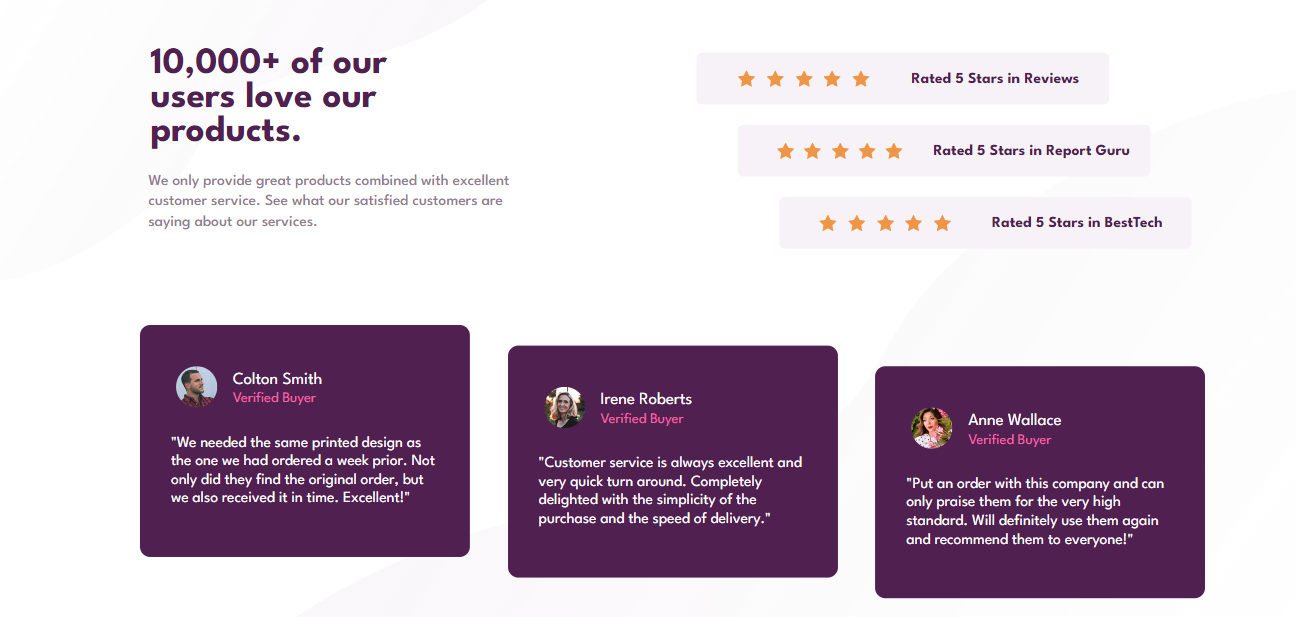 10,000+ of our
users love our
products.
We only provide great products combined with excellent
customer service. See what our satisfied customers are
saying about our services.
Rated 5 Stars in Reviews
Rated 5 Stars in Report Guru
Rated 5 Stars in BestTech
Colton Smith
Verified Buyer
"We needed the same printed design as
the one we had ordered a week prior. Not
only did they find the original order, but
we also received it in time. Excellent!"
Irene Roberts
Verified Buyer
"Customer service is always excellent and
very quick turn around. Completely
delighted with the simplicity of the
purchase and the speed of delivery."
Anne Wallace
Verified Buyer
"Put an order with this company and can
only praise them for the very high
standard. Will definitely use them again
and recommend them to everyone!"